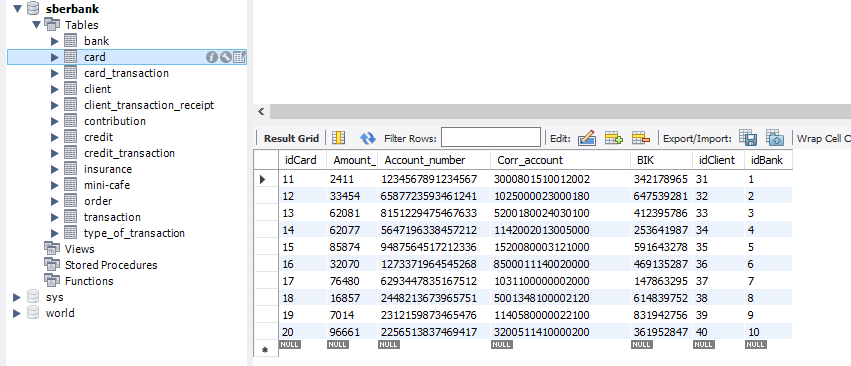 sberbank
Tables
bank
card
card_transaction
client
client_transaction_receipt
contribution
credit
credit_transaction
insurance
mini-cafe
order
transaction
type_of_transaction
Views
Stored Procedures
Functions
sys
world
Result Grid Filter Rows: Edit: Export/Import: Wrap Cell C
idCard Amount_ Account_number Corr_account BIK idClient idBank
11 2411 1234567891234567 3000801510012002 342178965 31 1
12 33454 6587723593461241 1025000023000180 647539281 32 2
13 62081 8151229475467633 5200180024030100 412395786 33 3
14 62077 5647196338457212 1142002013005000 253641987 34 4
15 85874 9487564517212336 1520080003121000 591643278 35 5
16 32070 1273371964545268 8500011140020000 469135287 36 6
17 76480 6293447835167512 1031100000002000 147863295 37 7
18 16857 2448213673965751 5001348100002120 614839752 38 8
19 7014 2312159873465476 1140580000022100 831942756 39 9
20 96661 2256513837469417 3200511410000200 361952847 40 10
NULL NULL NULL NULL NULL NULL NULL